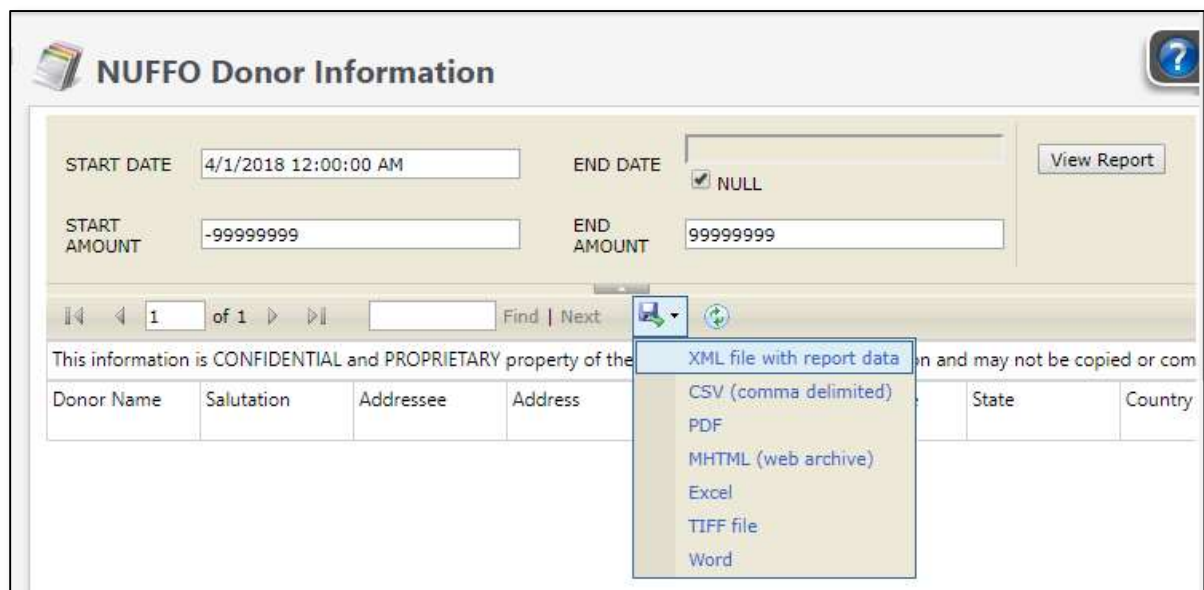 NUFFO Donor Information
?
START DATE 4/1/2018 12:00:00 AM END DATE View Report
NULL
START AMOUNT -99999999 END AMOUNT 99999999
1 of 1 Find | Next
This information is CONFIDENTIAL and PROPRIETARY property of the on and may not be copied or com
Donor Name Salutation Addressee Address State Country
XML file with report data
CSV (comma delimited)
PDF
MHTML (web archive)
Excel
TIFF file
Word